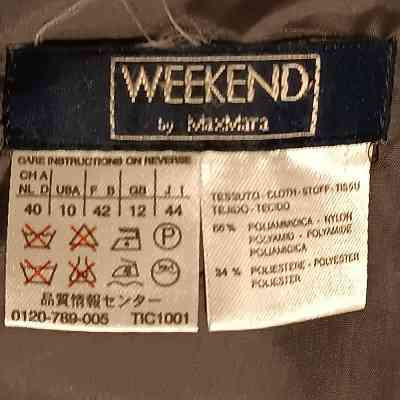 WEEKEND
by MaxMara
CARE INSTRUCTIONS ON REVERSE
CH A
NL D USA F B GB J I
40 10 42 12 44
P
品質情報センター
0120-789-005 TIC1001
TESSUTO - CLOTH - STOFF - TISSU
TEJIDO - TECIDO
66% POLIAMMIDICA - NYLON
POLYAMID - POLYAMIDE
POLIAMIDICA
34% POLIESTERE - POLYESTER
POLIESTER